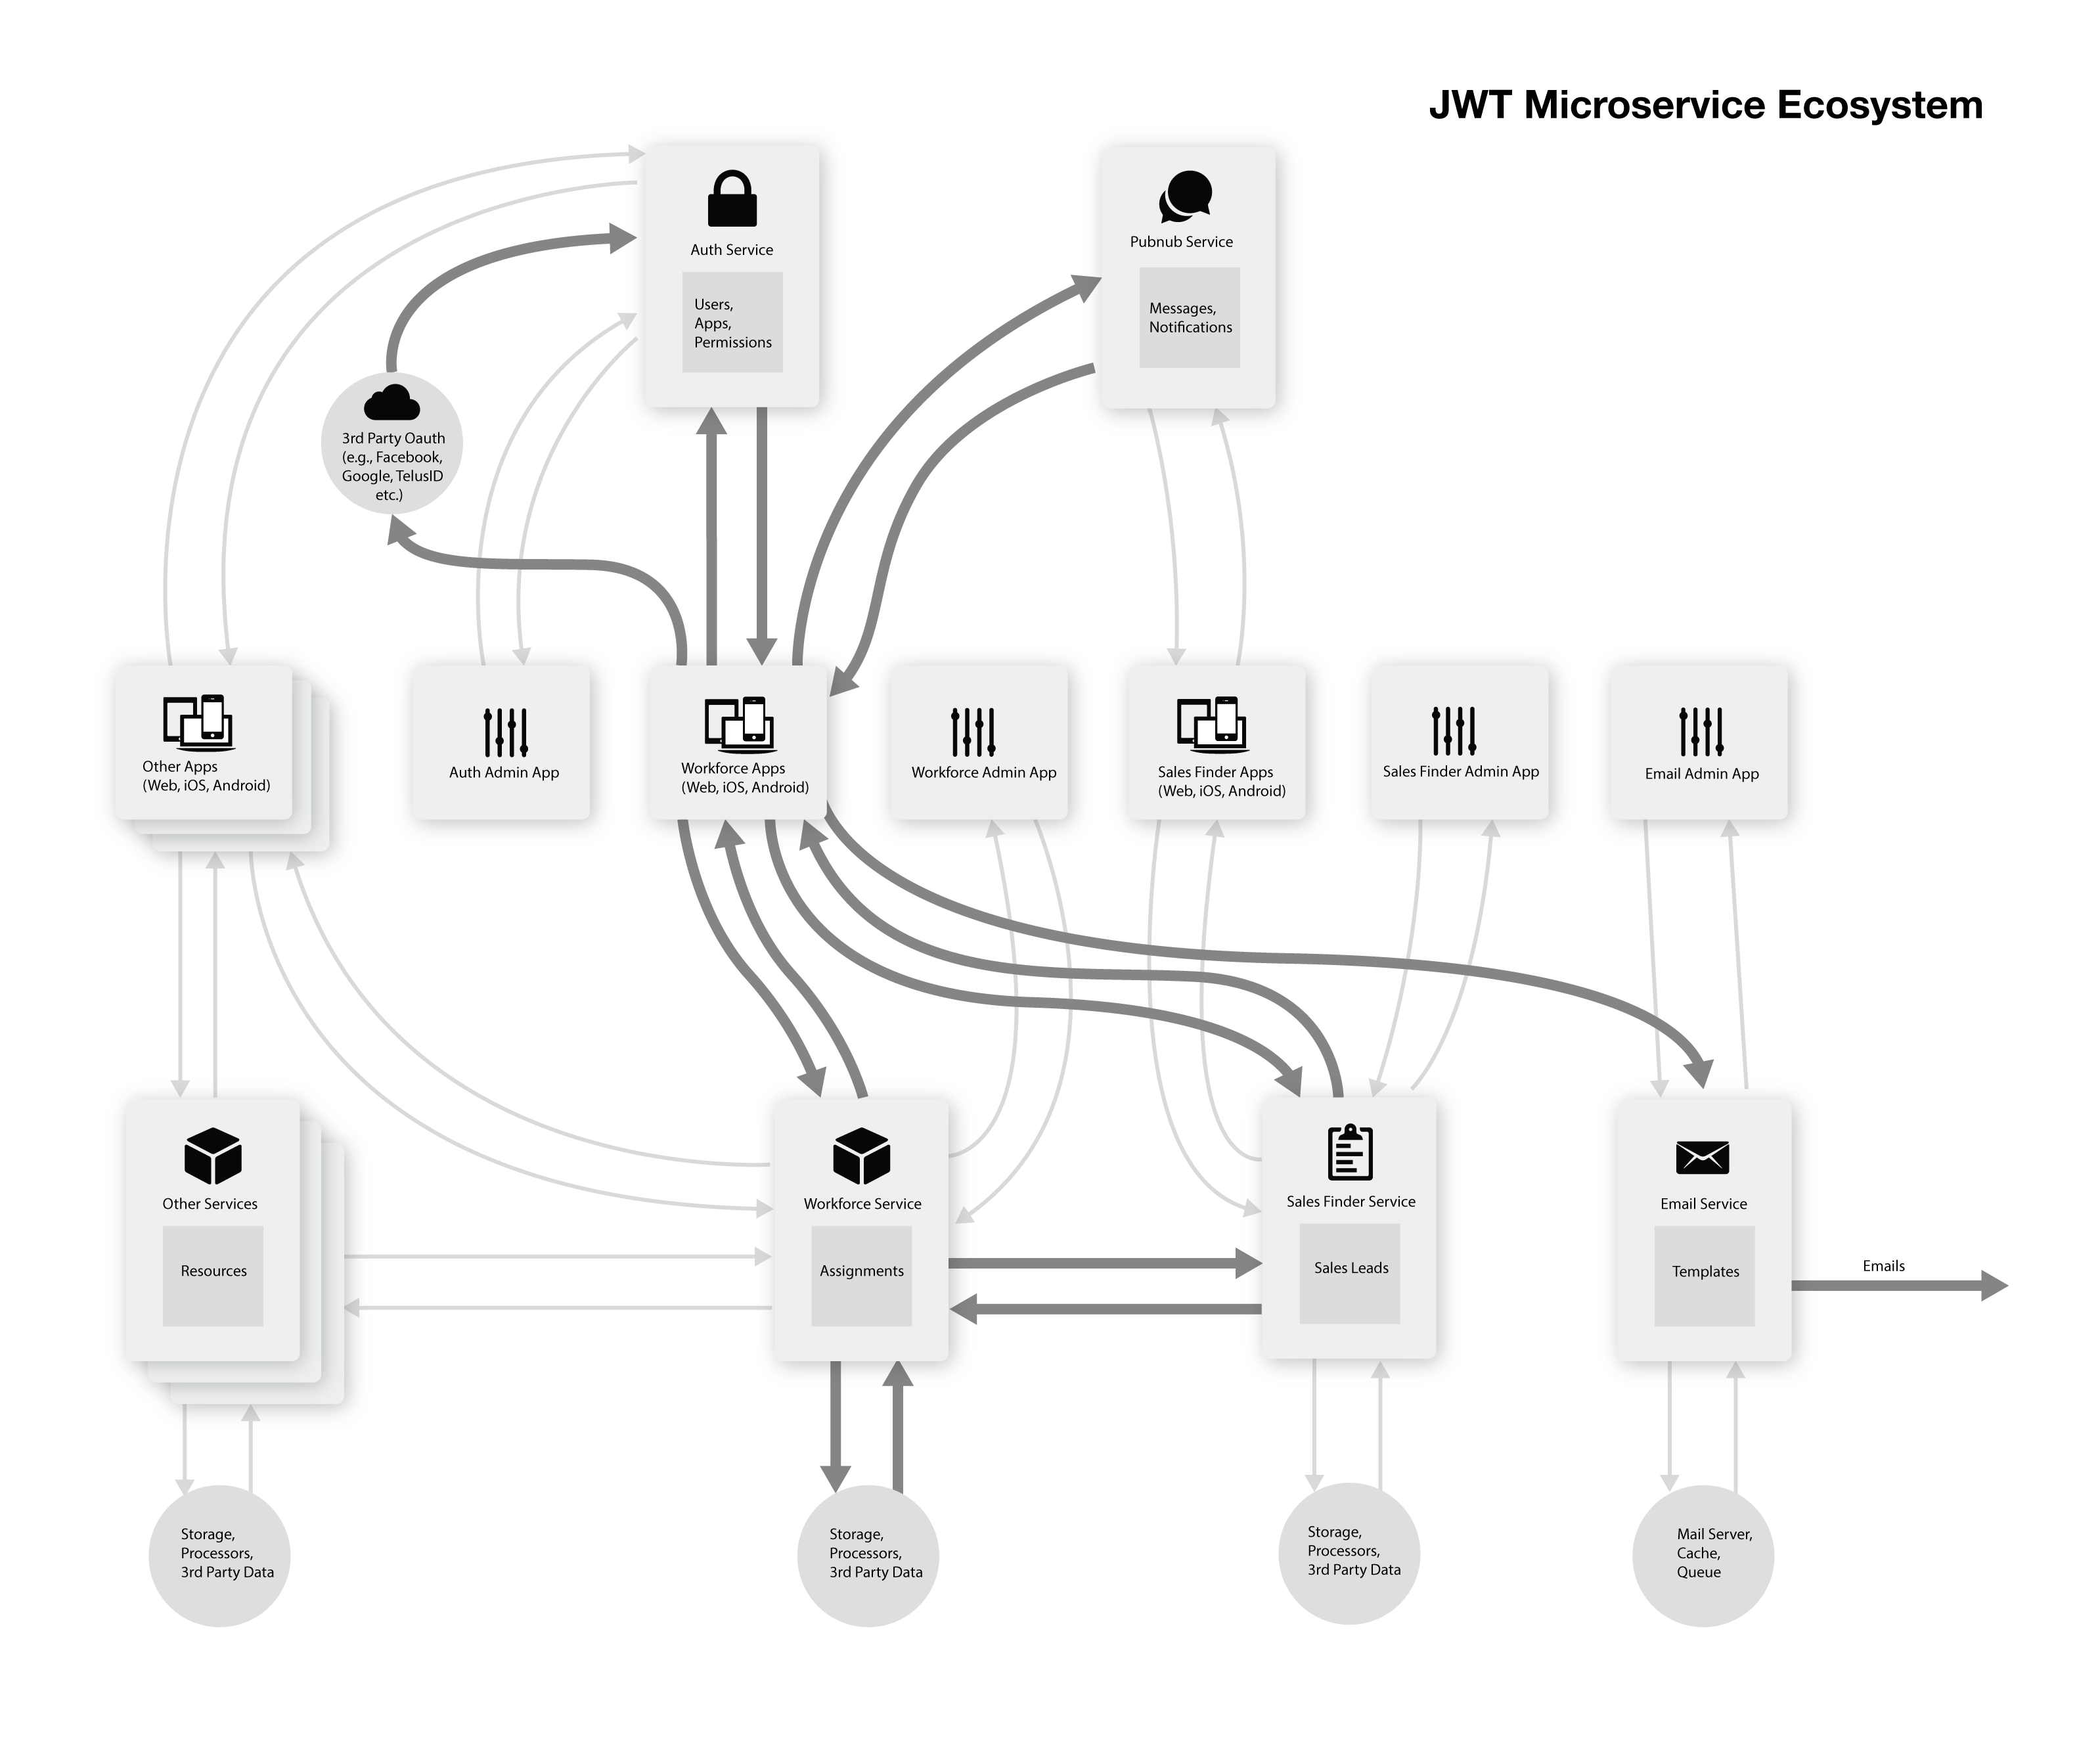 JWT Microservice Ecosystem
Auth Service
Users,
Apps,
Permissions
Pubnub Service
Messages,
Notifications
3rd Party Oauth
(e.g., Facebook,
Google, TelusID
etc.)
Other Apps
(Web, iOS, Android)
Auth Admin App
Workforce Apps
(Web, iOS, Android)
Workforce Admin App
Sales Finder Apps
(Web, iOS, Android)
Sales Finder Admin App
Email Admin App
Other Services
Resources
Workforce Service
Assignments
Sales Finder Service
Sales Leads
Email Service
Templates
Emails
Storage,
Processors,
3rd Party Data
Storage,
Processors,
3rd Party Data
Storage,
Processors,
3rd Party Data
Mail Server,
Cache,
Queue